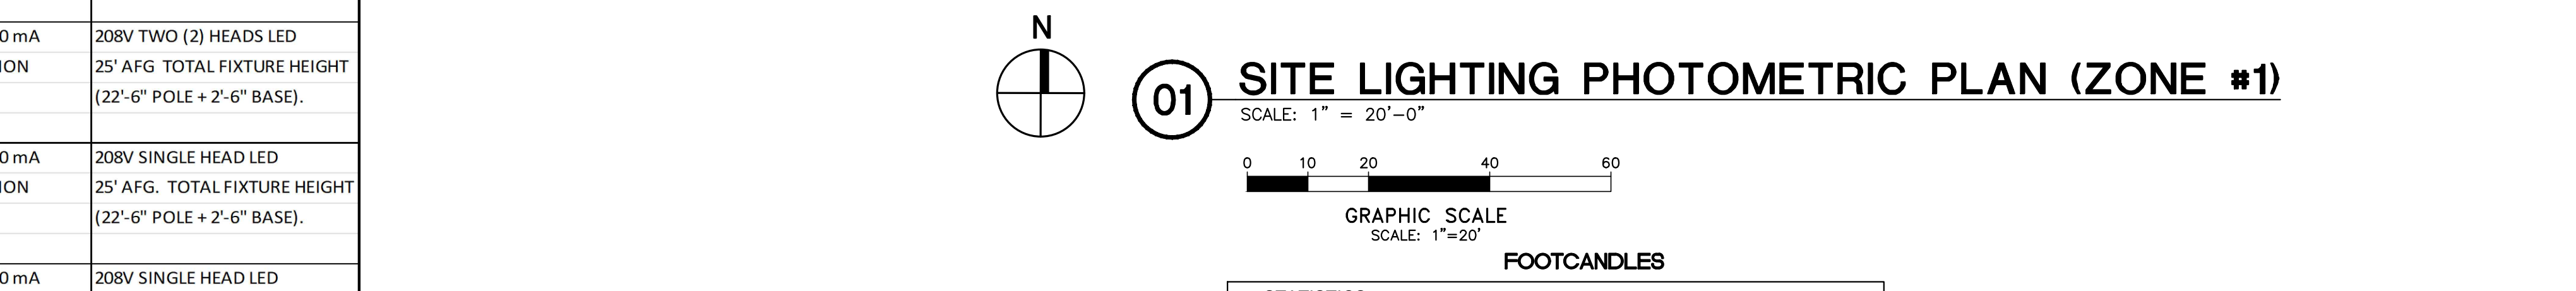 0 mA 208V TWO (2) HEADS LED
ION 25' AFG TOTAL FIXTURE HEIGHT
(22'-6" POLE + 2'-6" BASE).
0 mA 208V SINGLE HEAD LED
ION 25' AFG. TOTAL FIXTURE HEIGHT
(22'-6" POLE + 2'-6" BASE).
0 mA 208V SINGLE HEAD LED
N
01 SITE LIGHTING PHOTOMETRIC PLAN (ZONE #1)
SCALE: 1" = 20'-0"
0 10 20 40 60
GRAPHIC SCALE
SCALE: 1"=20'
FOOTCANDLES